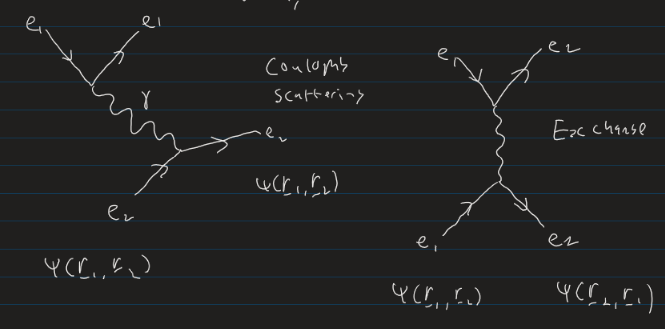 e₁
e₁
γ
Coulomb
scattering
e₂
e₂
ψ(r₁, r₂)
ψ(r₁, r₂)
e₁
e₂
Exchange
e₁
e₂
ψ(r₁, r₂)
ψ(r₂, r₁)